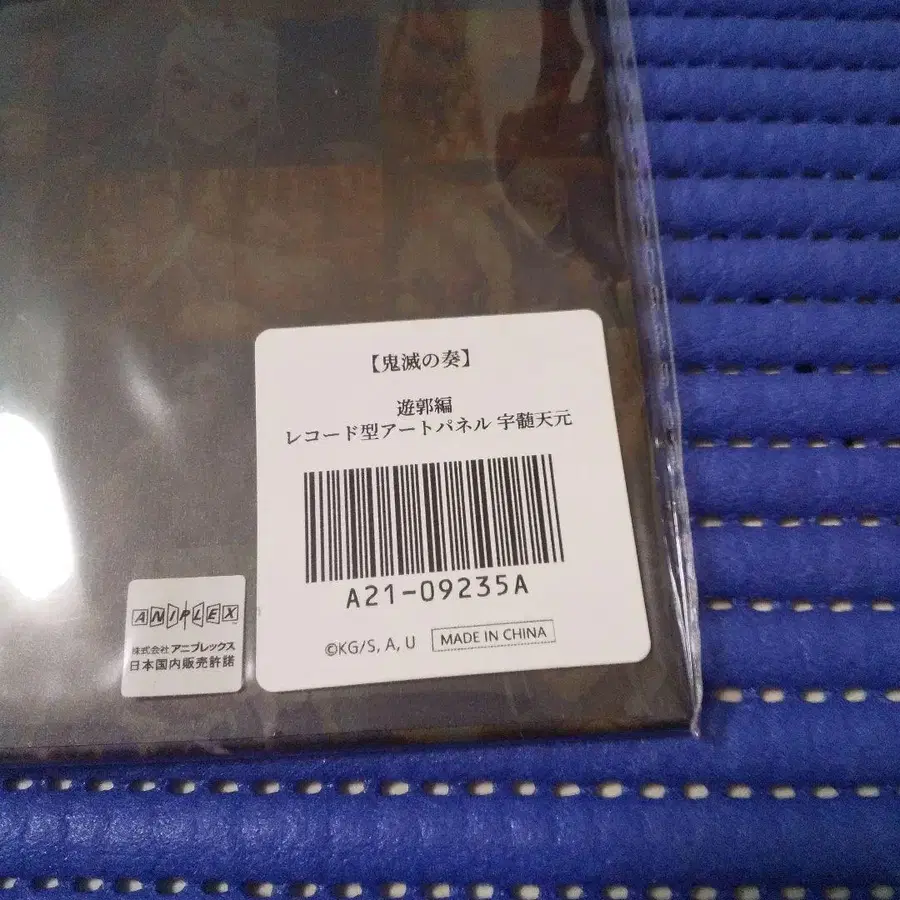 【鬼滅の奏】
遊郭編
レコード型アートパネル 宇髄天元
A21-09235A
©KG/S, A, U
MADE IN CHINA
ANIPLEX™
株式会社 アニプレックス
日本国内販売許諾